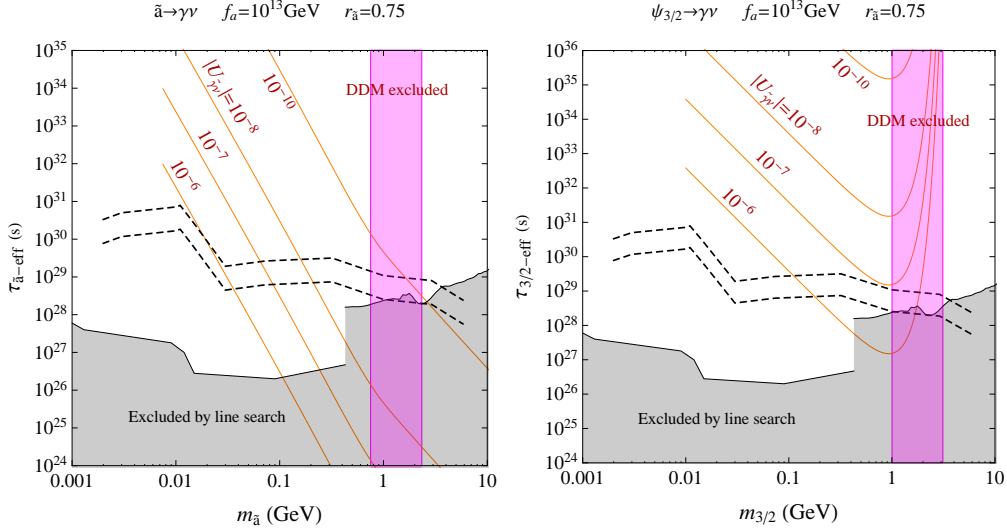 ã→γν f_a=10^13GeV r_ã=0.75
10^35
10^34
10^33
10^32
10^31
10^30
10^29
10^28
10^27
10^26
10^25
10^24
τ_ã−eff (s)
|U_γ̃ν|=10^−8
10^−10
10^−7
10^−6
DDM excluded
Excluded by line search
0.001 0.01 0.1 1 10
m_ã (GeV)
ψ_3/2→γν f_a=10^13GeV r_ã=0.75
10^36
10^35
10^34
10^33
10^32
10^31
10^30
10^29
10^28
10^27
10^26
10^25
10^24
τ_3/2−eff (s)
10^−10
|U_γ̃ν|=10^−8
10^−7
10^−6
DDM excluded
Excluded by line search
0.001 0.01 0.1 1 10
m_3/2 (GeV)